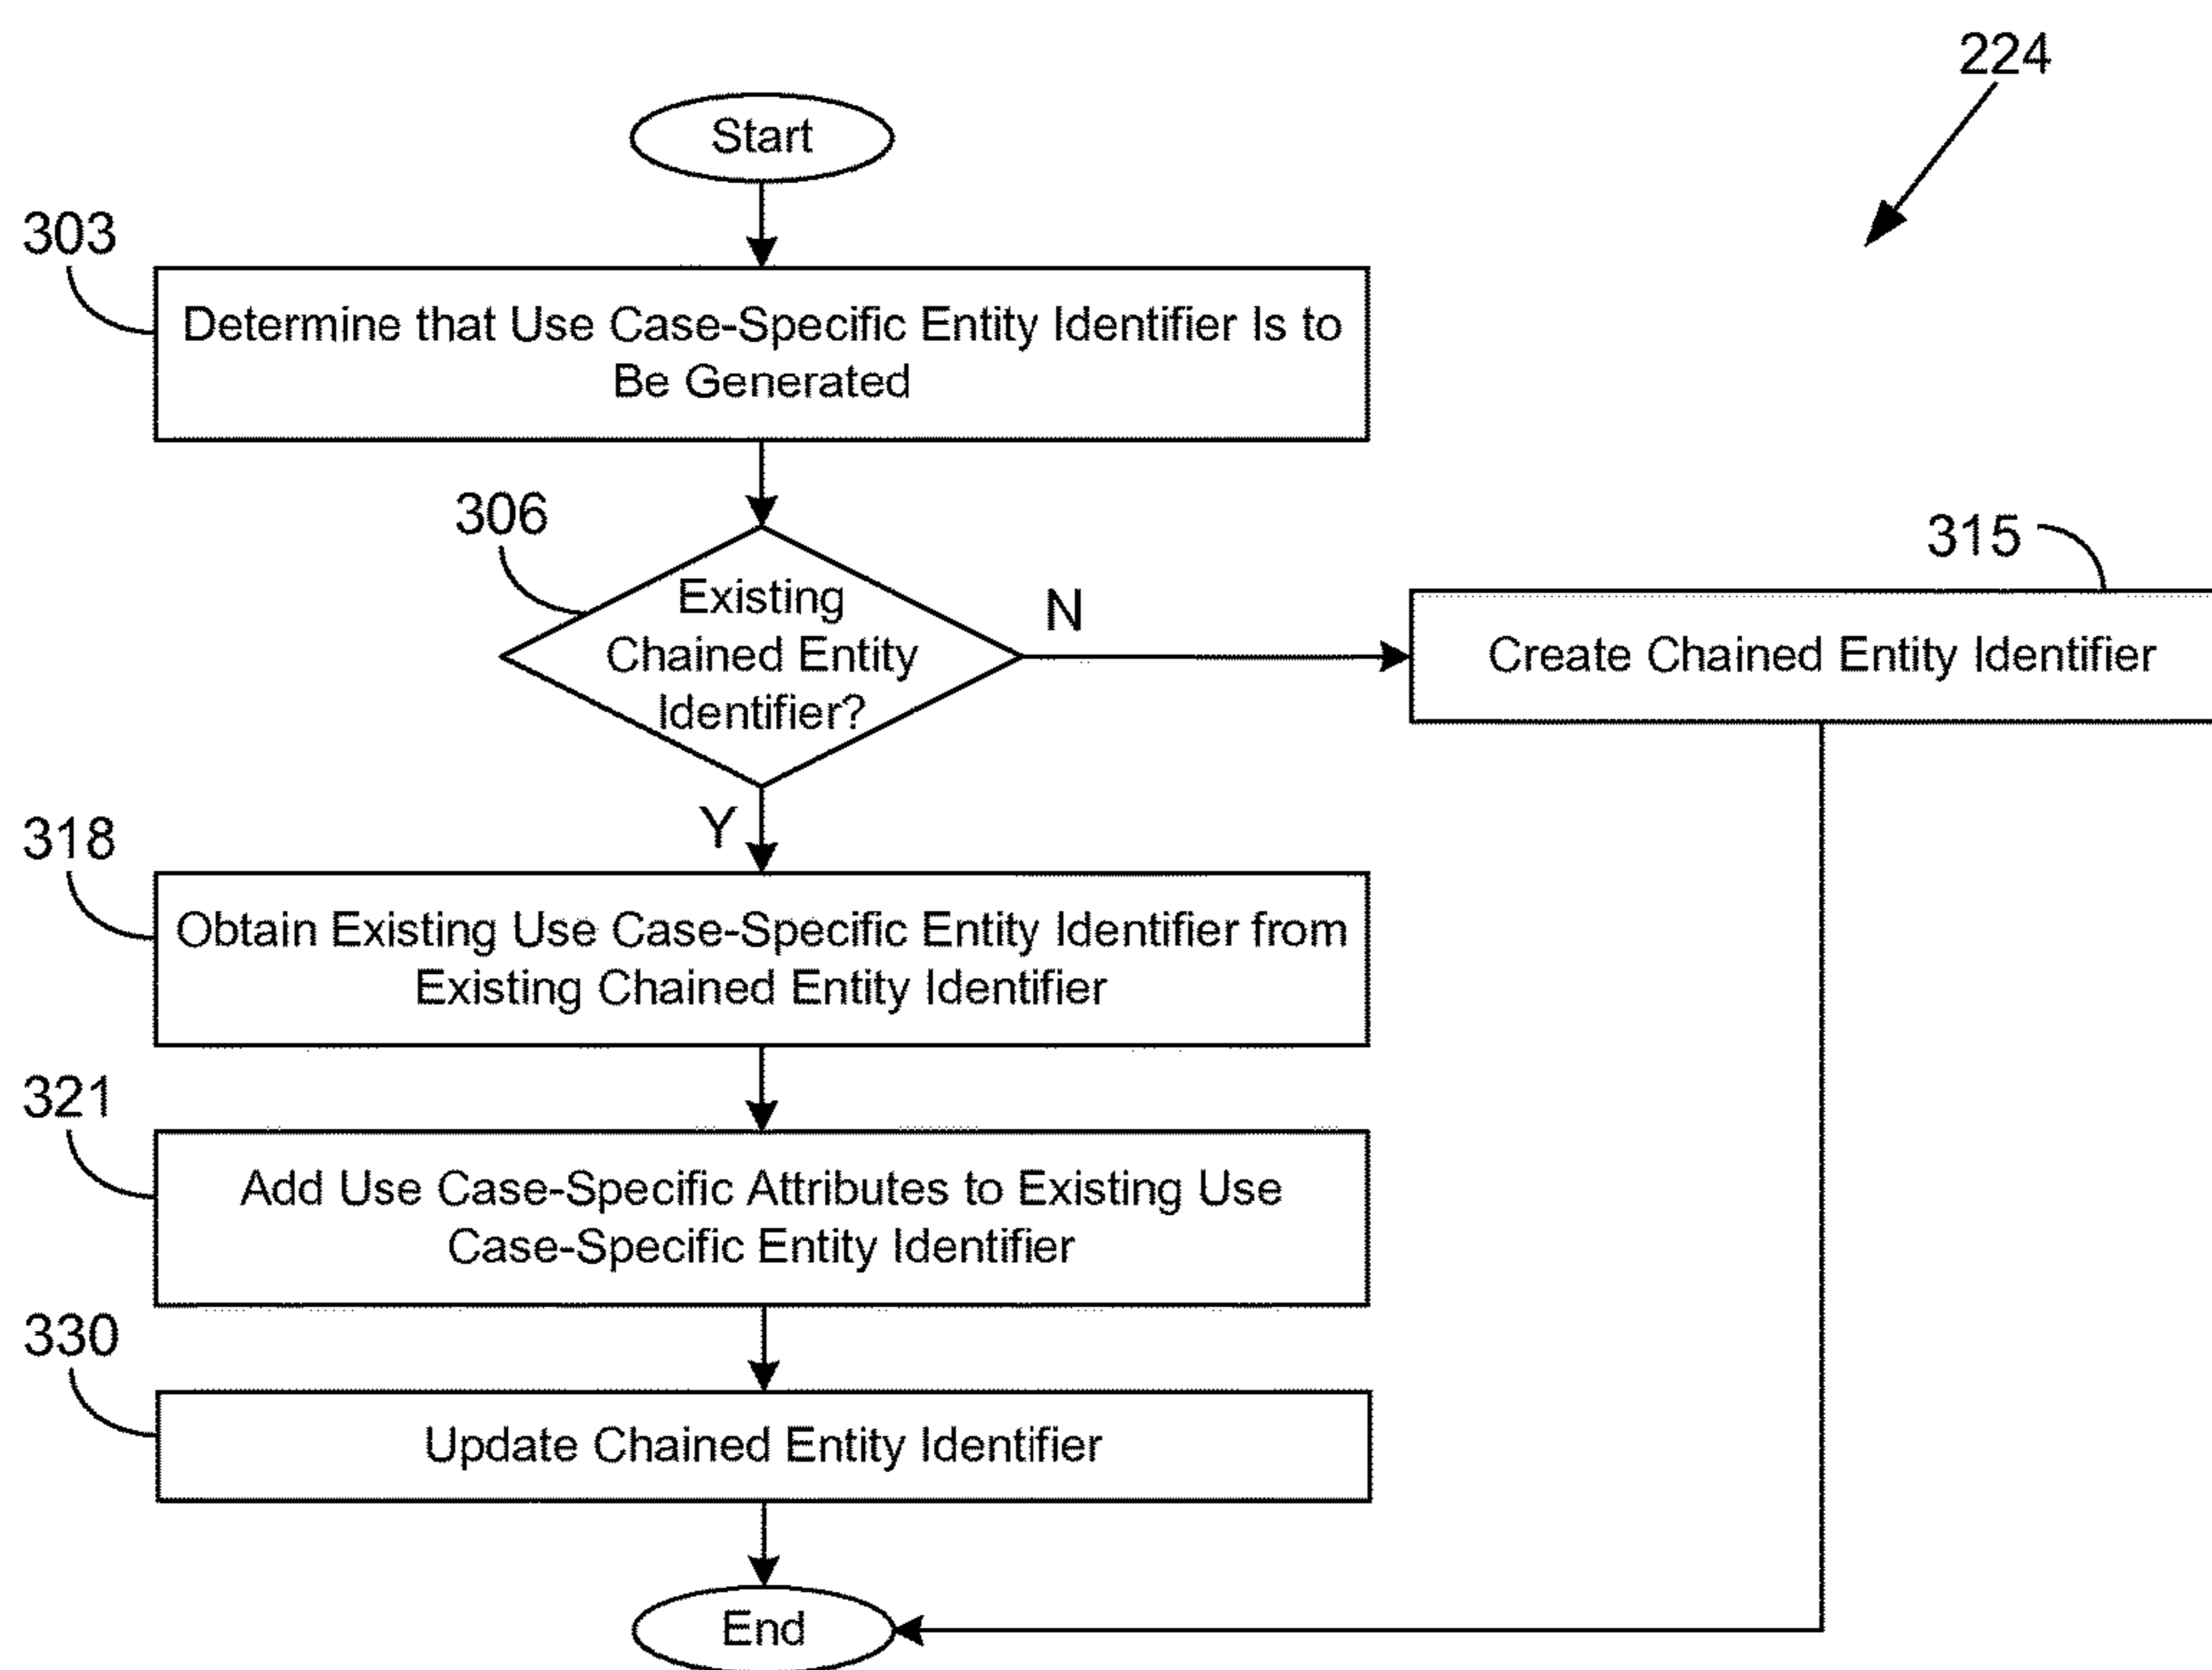 224
Start
303
Determine that Use Case-Specific Entity Identifier Is to
Be Generated
306
Existing
Chained Entity
Identifier?
N
315
Create Chained Entity Identifier
Y
318
Obtain Existing Use Case-Specific Entity Identifier from
Existing Chained Entity Identifier
321
Add Use Case-Specific Attributes to Existing Use
Case-Specific Entity Identifier
330
Update Chained Entity Identifier
End